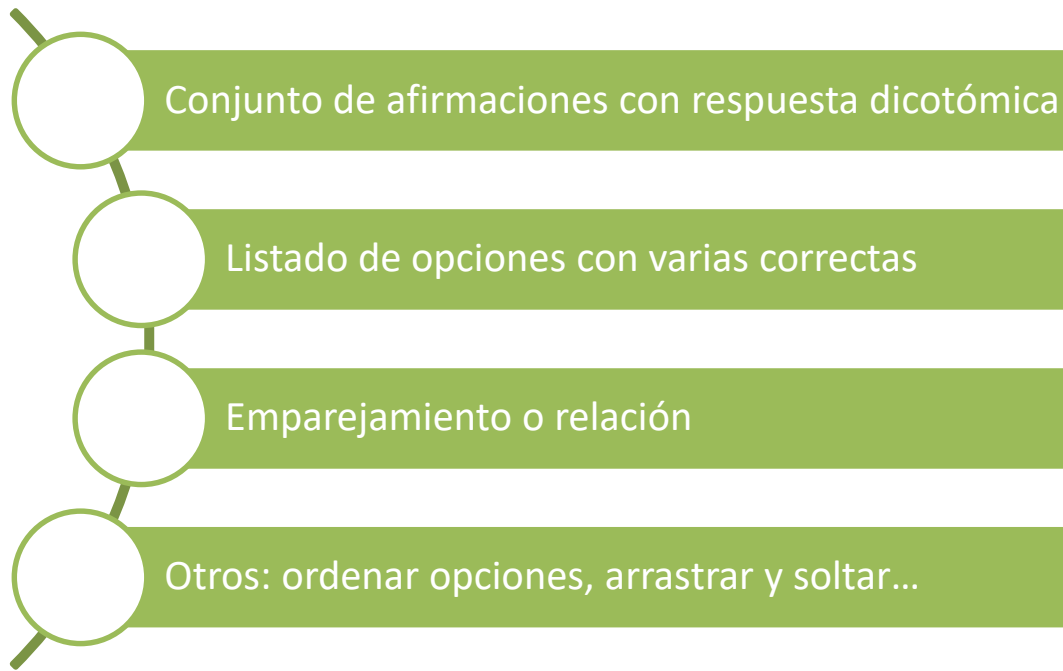 Conjunto de afirmaciones con respuesta dicotómica
Listado de opciones con varias correctas
Emparejamiento o relación
Otros: ordenar opciones, arrastrar y soltar…